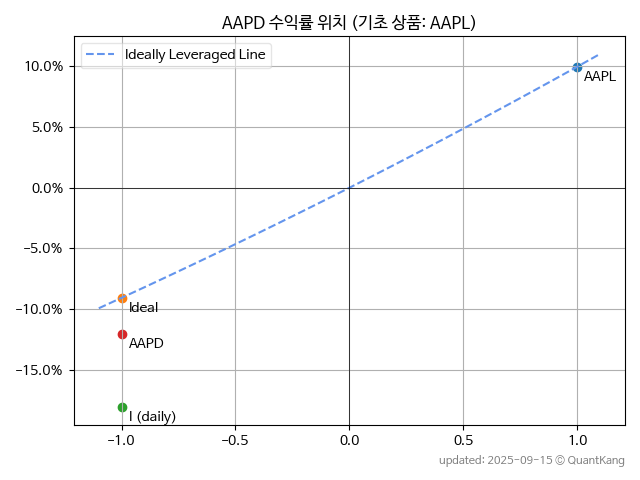 AAPD 수익률 위치 (기초 상품: AAPL)
Ideally Leveraged Line
10.0%
AAPL
5.0%
0.0%
−5.0%
−10.0%
Ideal
AAPD
−15.0%
I (daily)
−1.0 −0.5 0.0 0.5 1.0
updated: 2025-09-15 © QuantKang